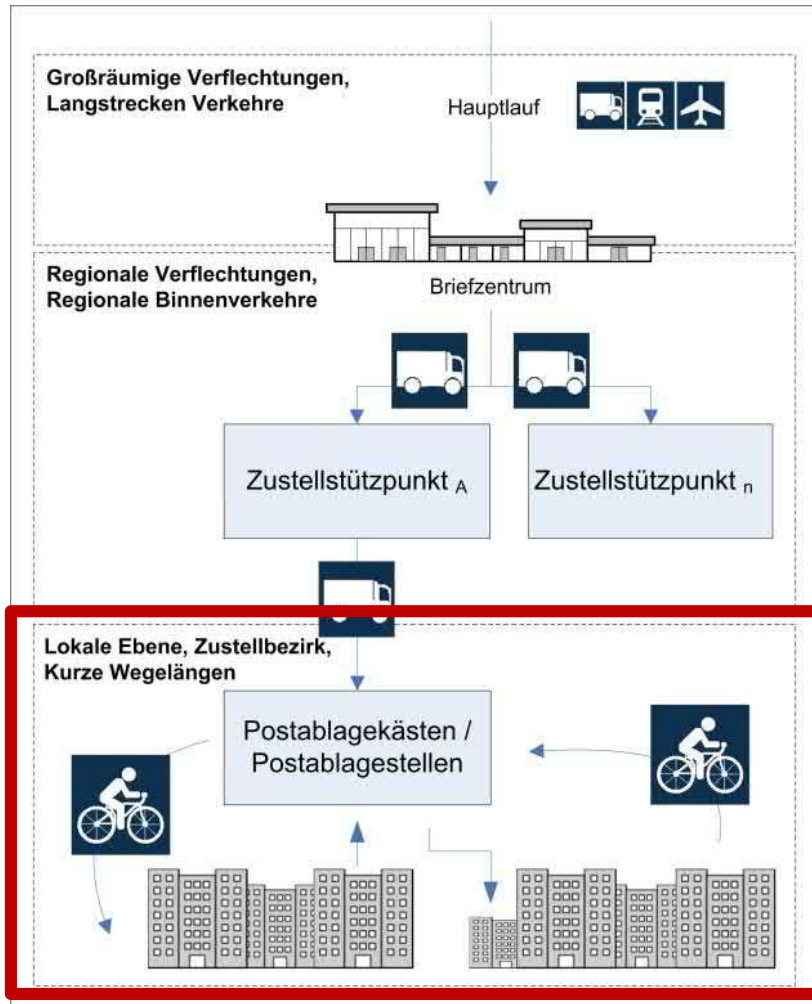 Großräumige Verflechtungen,
Langstrecken Verkehre
Hauptlauf
Regionale Verflechtungen,
Regionale Binnenverkehre
Briefzentrum
Zustellstützpunkt A
Zustellstützpunkt n
Lokale Ebene, Zustellbezirk,
Kurze Wegelängen
Postablagekästen /
Postablagestellen